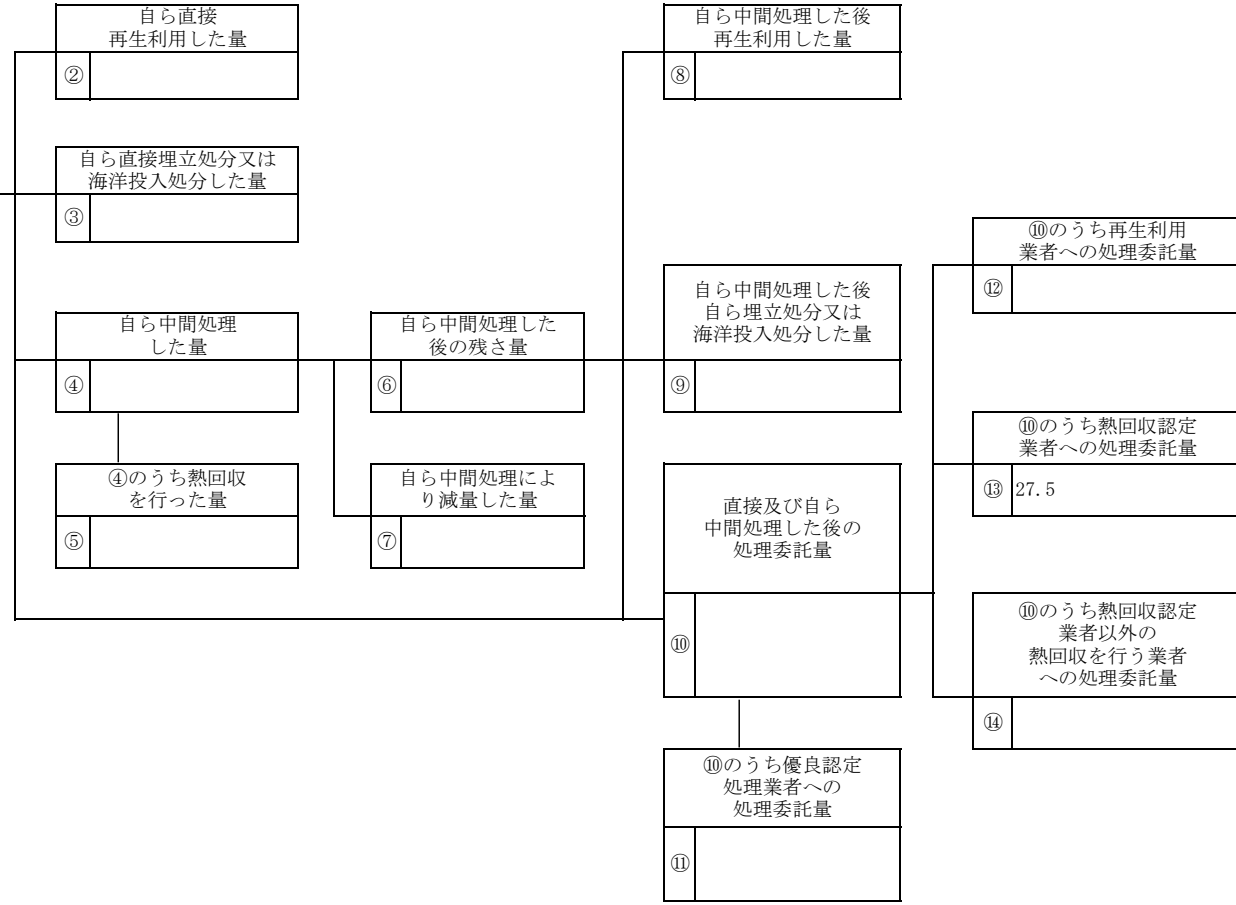 自ら直接
再生利用した量
②
自ら中間処理した後
再生利用した量
⑧
自ら直接埋立処分又は
海洋投入処分した量
③
⑩のうち再生利用
業者への処理委託量
⑫
自ら中間処理した後
自ら埋立処分又は
海洋投入処分した量
⑨
自ら中間処理
した量
④
自ら中間処理した
後の残さ量
⑥
⑩のうち熱回収認定
業者への処理委託量
⑬ 27.5
④のうち熱回収
を行った量
⑤
自ら中間処理によ
り減量した量
⑦
直接及び自ら
中間処理した後の
処理委託量
⑩
⑩のうち熱回収認定
業者以外の
熱回収を行う業者
への処理委託量
⑭
⑩のうち優良認定
処理業者への
処理委託量
⑪